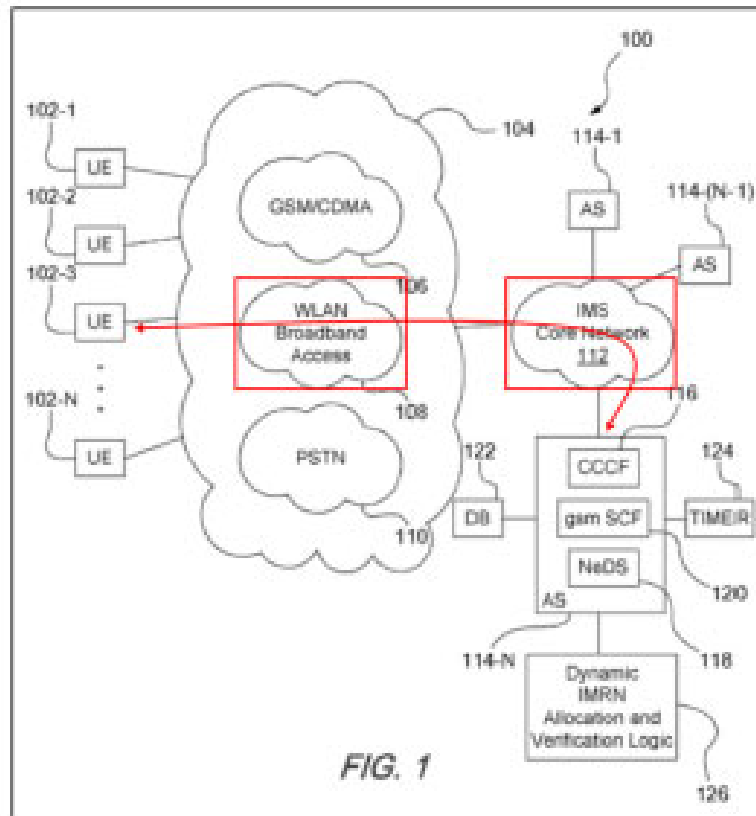 100
102-1
104
114-1
UE
GSM/CDMA
AS
114-(N-1)
102-2
UE
106
AS
102-3
UE
WLAN
Broadband
Access
IMS
Core Network
112
108
116
102-N
UE
PSTN
110
122
CCCF
124
DB
gsm SCF
TIMER
NeDS
120
AS
114-N
118
Dynamic
IMRN
Allocation and
Verification Logic
126
FIG. 1